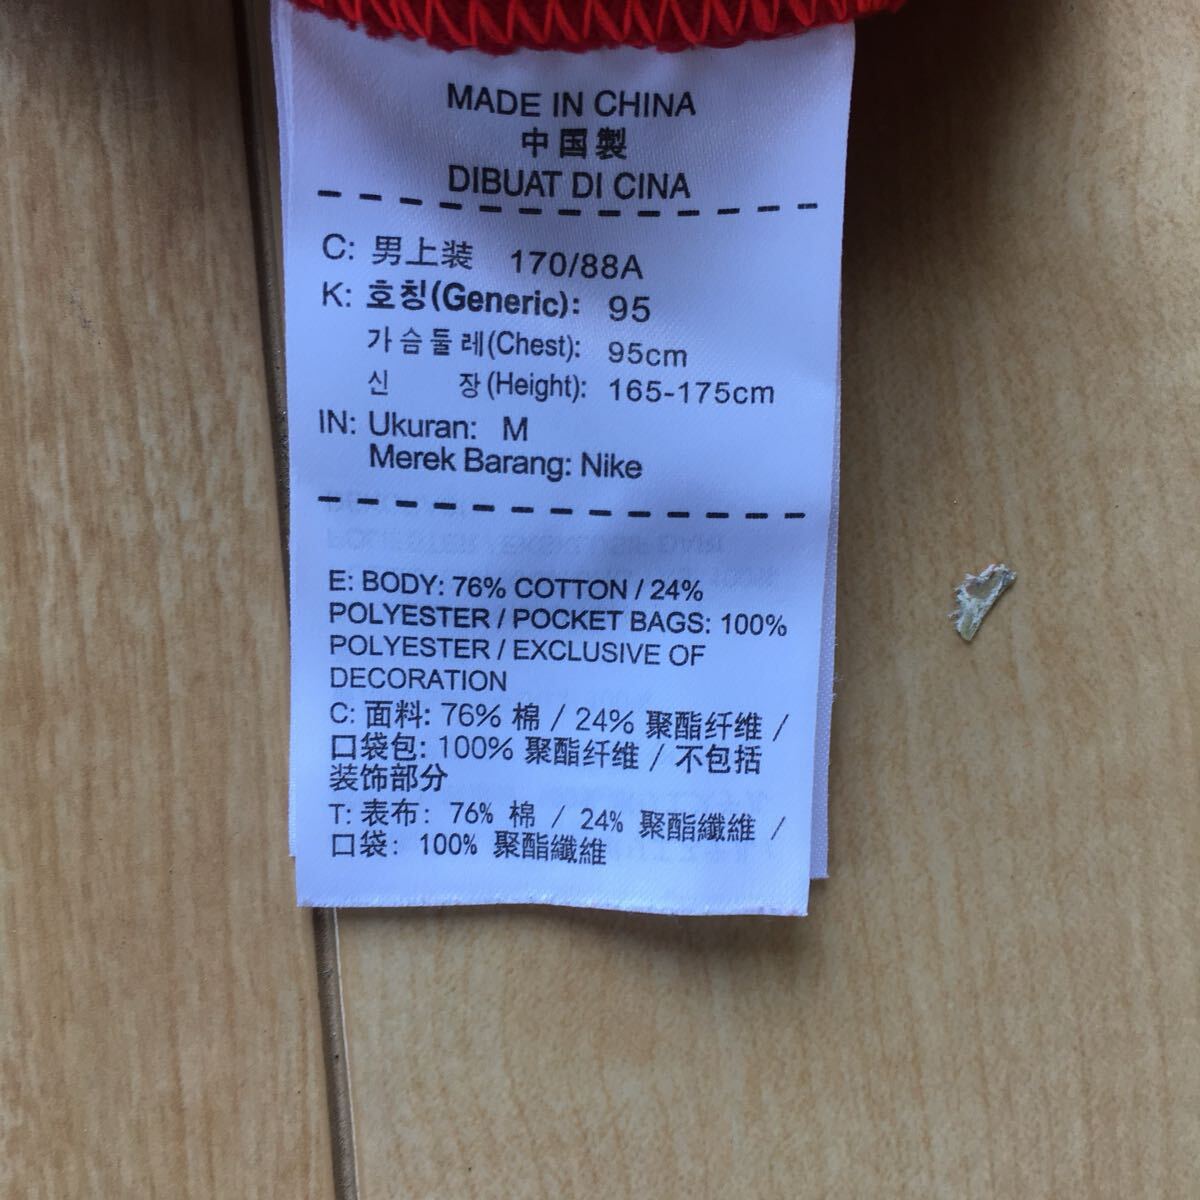 MADE IN CHINA
中国製
DIBUAT DI CINA
C: 男上装 170/88A
K: 호칭(Generic): 95
가슴둘레(Chest): 95cm
신 장(Height): 165-175cm
IN: Ukuran: M
Merek Barang: Nike
E: BODY: 76% COTTON / 24%
POLYESTER / POCKET BAGS: 100%
POLYESTER / EXCLUSIVE OF
DECORATION
C: 面料: 76% 棉 / 24% 聚酯纤维 /
口袋包: 100% 聚酯纤维 / 不包括
装饰部分
T: 表布: 76% 棉 / 24% 聚酯纖維 /
口袋: 100% 聚酯纖維